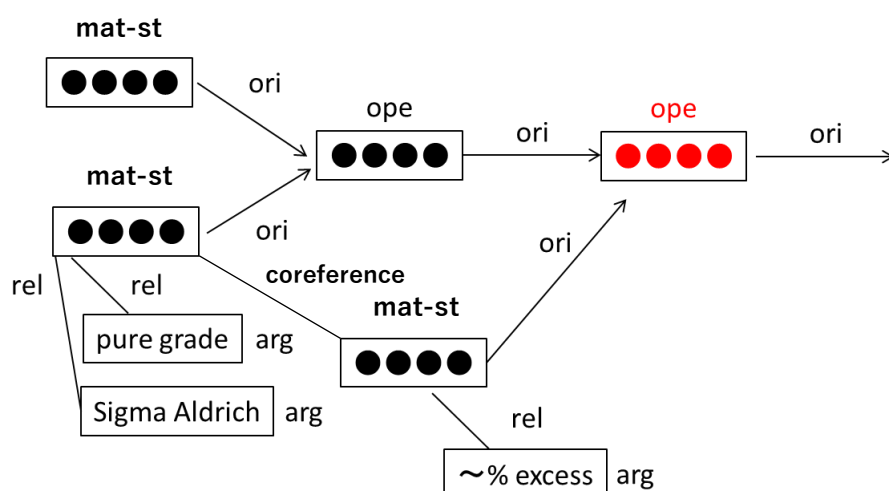 mat-st
ori
ope
ope
ori
ori
mat-st
ori
ori
coreference
rel
rel
mat-st
pure grade arg
Sigma Aldrich arg
rel
～% excess arg